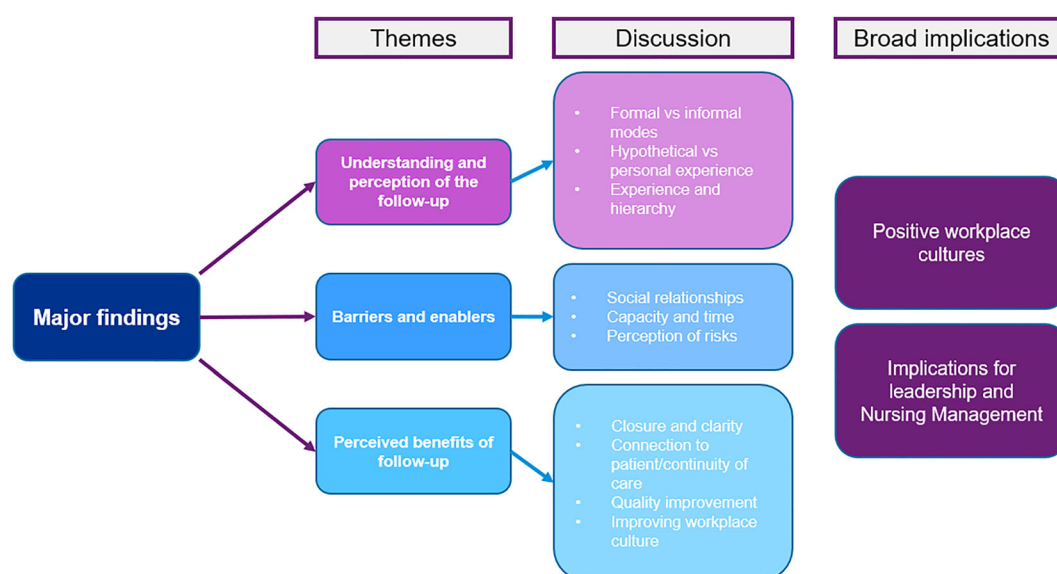 Themes
Discussion
Broad implications
Major findings
Understanding and
perception of the
follow-up
• Formal vs informal
modes
• Hypothetical vs
personal experience
• Experience and
hierarchy
Barriers and enablers
• Social relationships
• Capacity and time
• Perception of risks
Perceived benefits of
follow-up
• Closure and clarity
• Connection to
patient/continuity of
care
• Quality improvement
• Improving workplace
culture
Positive workplace
cultures
Implications for
leadership and
Nursing Management